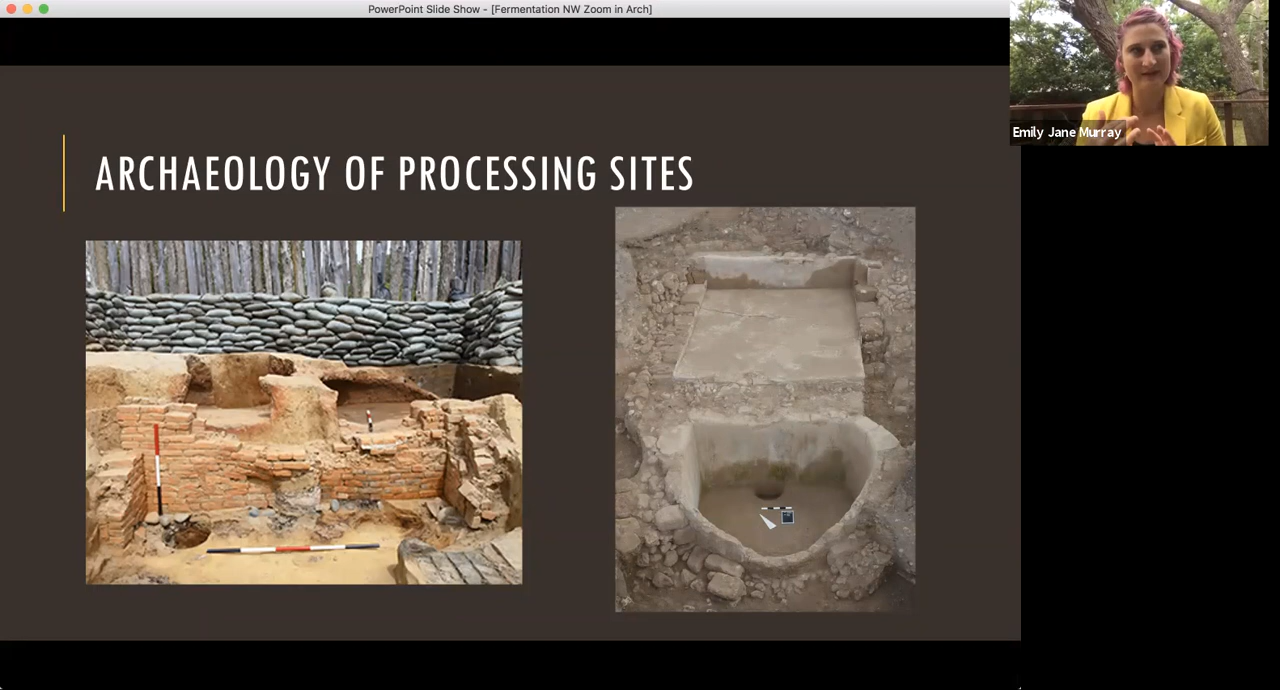 PowerPoint Slide Show - [Fermentation NW Zoom in Arch]
Emily Jane Murray
ARCHAEOLOGY OF PROCESSING SITES